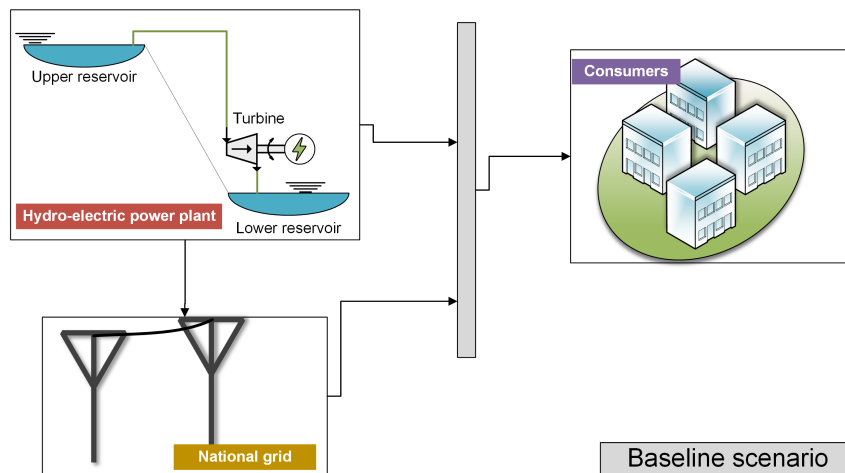 Upper reservoir
Turbine
Hydro-electric power plant
Lower reservoir
Consumers
National grid
Baseline scenario